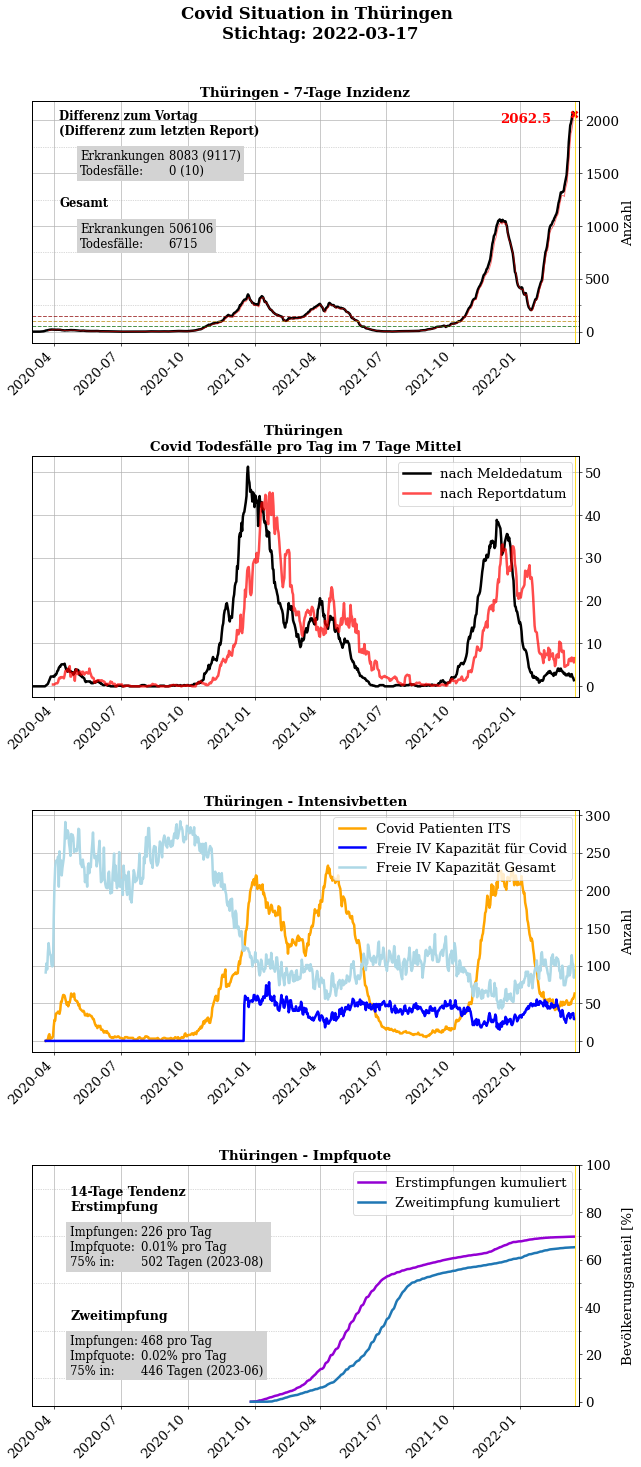 Covid Situation in Thüringen
Stichtag: 2022-03-17
Thüringen - 7-Tage Inzidenz
Differenz zum Vortag
(Differenz zum letzten Report)
Erkrankungen 8083 (9117)
Todesfälle: 0 (10)
Gesamt
Erkrankungen 506106
Todesfälle: 6715
2062.5
2000
1500
1000
500
0
Anzahl
2020-04
2020-07
2020-10
2021-01
2021-04
2021-07
2021-10
2022-01
Thüringen
Covid Todesfälle pro Tag im 7 Tage Mittel
nach Meldedatum
nach Reportdatum
50
40
30
20
10
0
2020-04
2020-07
2020-10
2021-01
2021-04
2021-07
2021-10
2022-01
Thüringen - Intensivbetten
Covid Patienten ITS
Freie IV Kapazität für Covid
Freie IV Kapazität Gesamt
300
250
200
150
100
50
0
Anzahl
2020-04
2020-07
2020-10
2021-01
2021-04
2021-07
2021-10
2022-01
Thüringen - Impfquote
14-Tage Tendenz
Erstimpfung
Impfungen: 226 pro Tag
Impfquote: 0.01% pro Tag
75% in: 502 Tagen (2023-08)
Zweitimpfung
Impfungen: 468 pro Tag
Impfquote: 0.02% pro Tag
75% in: 446 Tagen (2023-06)
Erstimpfungen kumuliert
Zweitimpfung kumuliert
100
80
60
40
20
0
Bevölkerungsanteil [%]
2020-04
2020-07
2020-10
2021-01
2021-04
2021-07
2021-10
2022-01